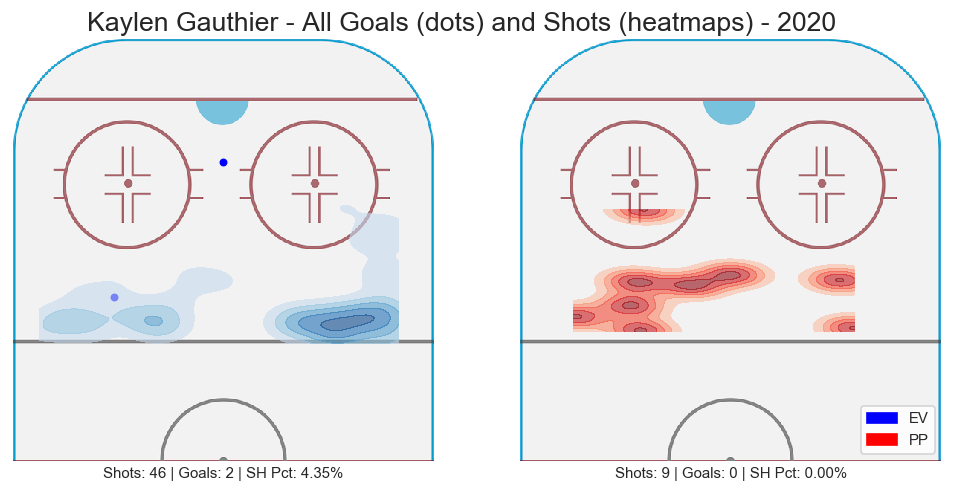 Kaylen Gauthier - All Goals (dots) and Shots (heatmaps) - 2020
EV
PP
Shots: 46 | Goals: 2 | SH Pct: 4.35%
Shots: 9 | Goals: 0 | SH Pct: 0.00%